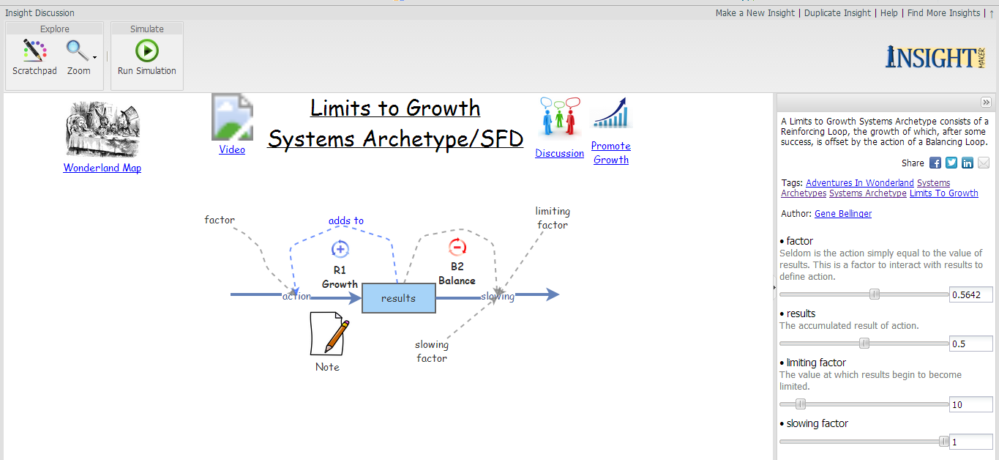 Insight Discussion
Make a New Insight | Duplicate Insight | Help | Find More Insights | ↑
Explore
Simulate
Scratchpad
Zoom
Run Simulation
INSIGHT MAKER
Wonderland Map
Video
Limits to Growth
Systems Archetype/SFD
Discussion
Promote
Growth
factor
adds to
limiting
factor
R1
Growth
B2
Balance
action
results
slowing
slowing
factor
Note
A Limits to Growth Systems Archetype consists of a
Reinforcing Loop, the growth of which, after some
success, is offset by the action of a Balancing Loop.
Share
Tags: Adventures In Wonderland Systems
Archetypes Systems Archetype Limits To Growth
Author: Gene Bellinger
• factor
Seldom is the action simply equal to the value of
results. This is a factor to interact with results to
define action.
0.5642
• results
The accumulated result of action.
0.5
• limiting factor
The value at which results begin to become
limited.
10
• slowing factor
1